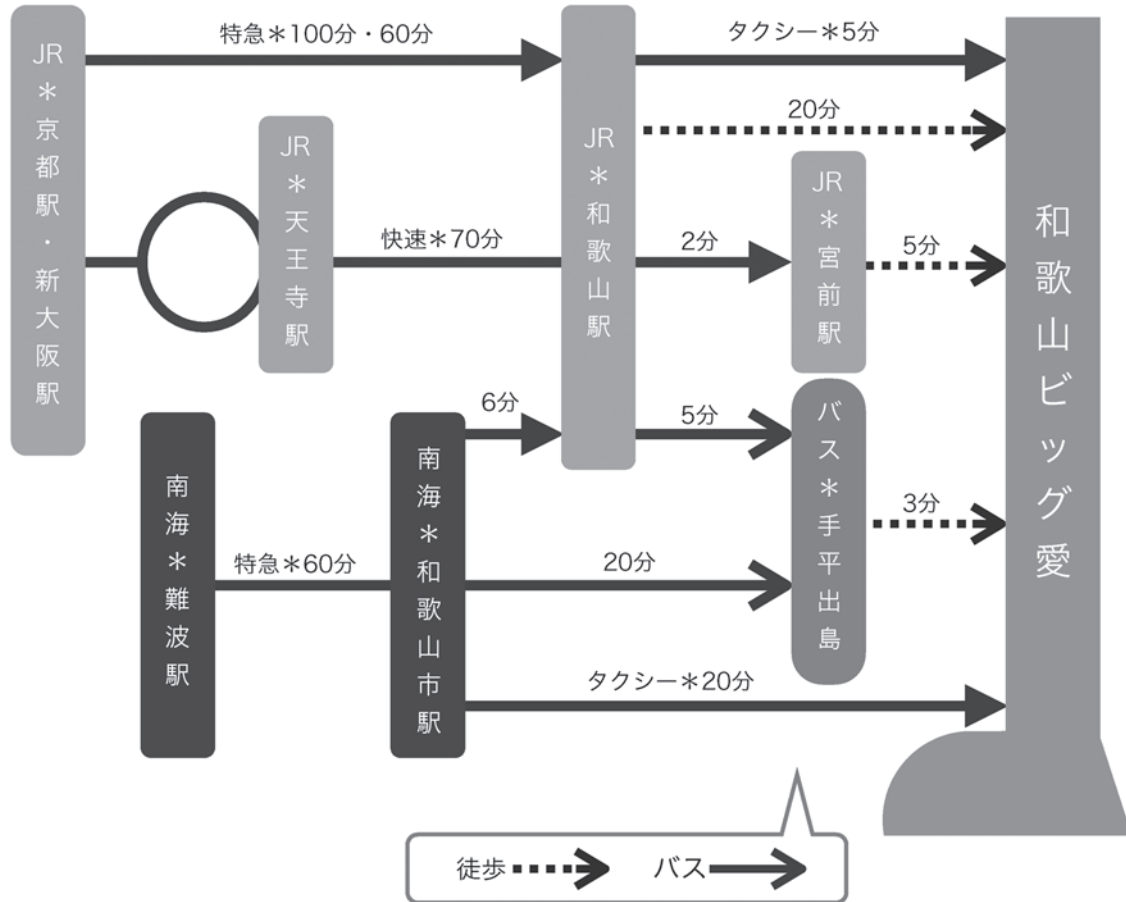 特急＊100分・60分
タクシー＊5分
JR＊京都駅・新大阪駅
JR＊天王寺駅
JR＊和歌山駅
20分
JR＊宮前駅
和歌山ビッグ愛
快速＊70分
2分
5分
6分
5分
バス＊手平出島
南海＊難波駅
南海＊和歌山市駅
3分
特急＊60分
20分
タクシー＊20分
徒歩
バス